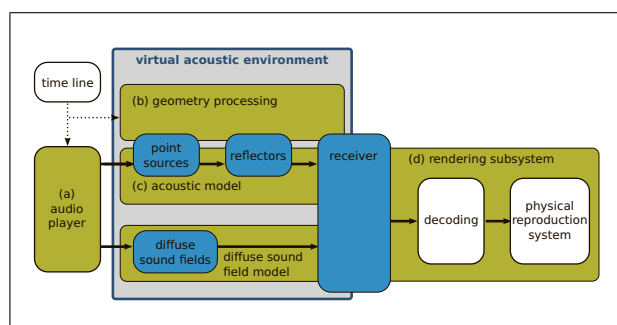 virtual acoustic environment
time line
(b) geometry processing
point
sources
reflectors
receiver
(d) rendering subsystem
(c) acoustic model
(a)
audio
player
decoding
physical
reproduction
system
diffuse
sound fields
diffuse sound
field model